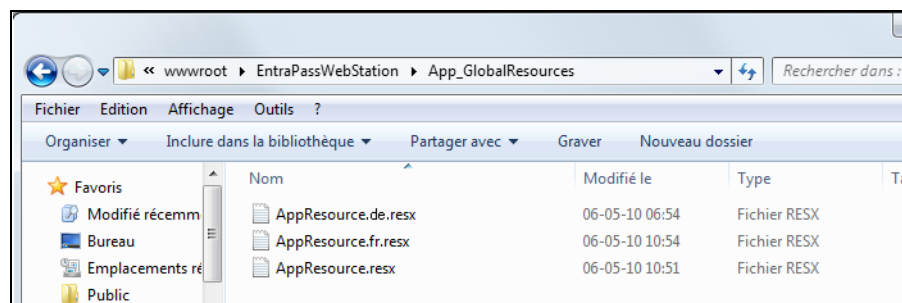 « wwwroot EntraPassWebStation App_GlobalResources Rechercher dans :
Fichier Edition Affichage Outils ?
Organiser Inclure dans la bibliothèque Partager avec Graver Nouveau dossier
Favoris Nom Modifié le Type
Modifié récemm AppResource.de.resx 06-05-10 06:54 Fichier RESX
Bureau AppResource.fr.resx 06-05-10 10:54 Fichier RESX
Emplacements ré AppResource.resx 06-05-10 10:51 Fichier RESX
Public